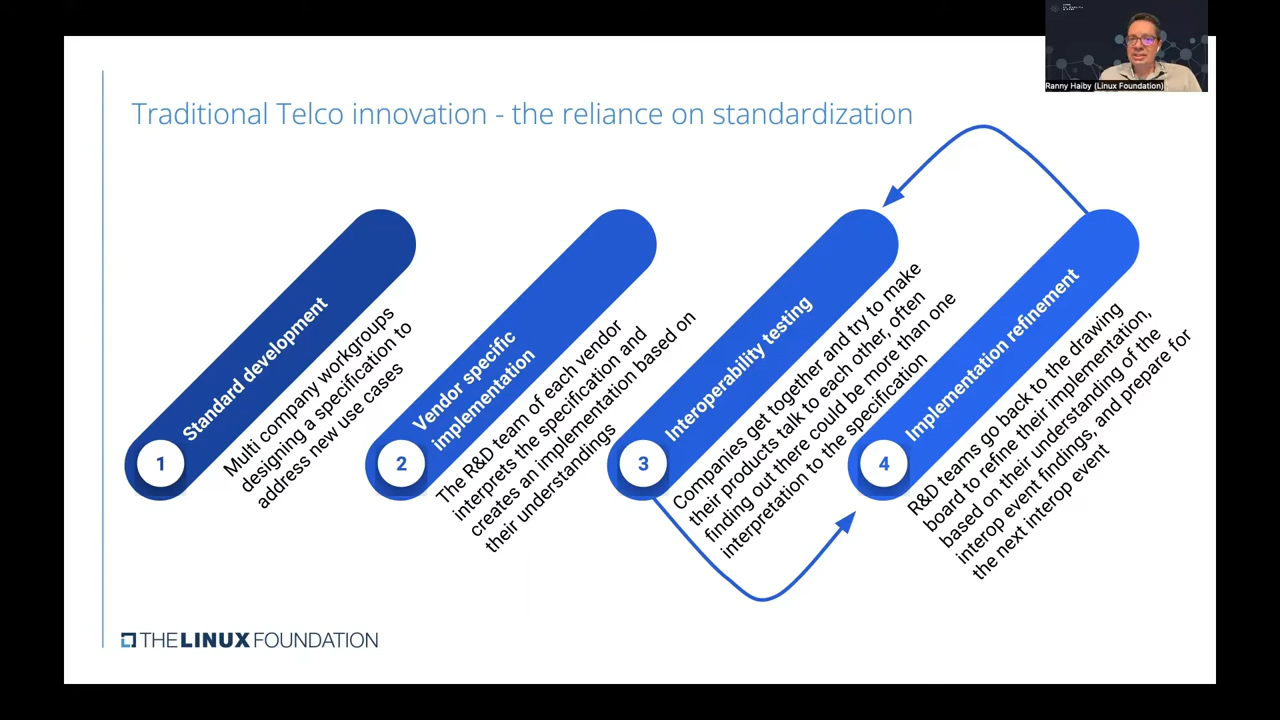 Ranny Haiby (Linux Foundation)
Traditional Telco innovation - the reliance on standardization
1
Standard development
Multi company workgroups
designing a specification to
address new use cases
2
Vendor specific
implementation
The R&D team of each vendor
interprets the specification and
creates an implementation based on
their understandings
3
Interoperability testing
Companies get together and try to make
their products talk to each other, often
finding out there could be more than one
interpretation to the specification
4
Implementation refinement
R&D teams go back to the drawing
board to refine their implementation,
based on their understanding of the
interop event findings, and prepare for
the next interop event
THE LINUX FOUNDATION